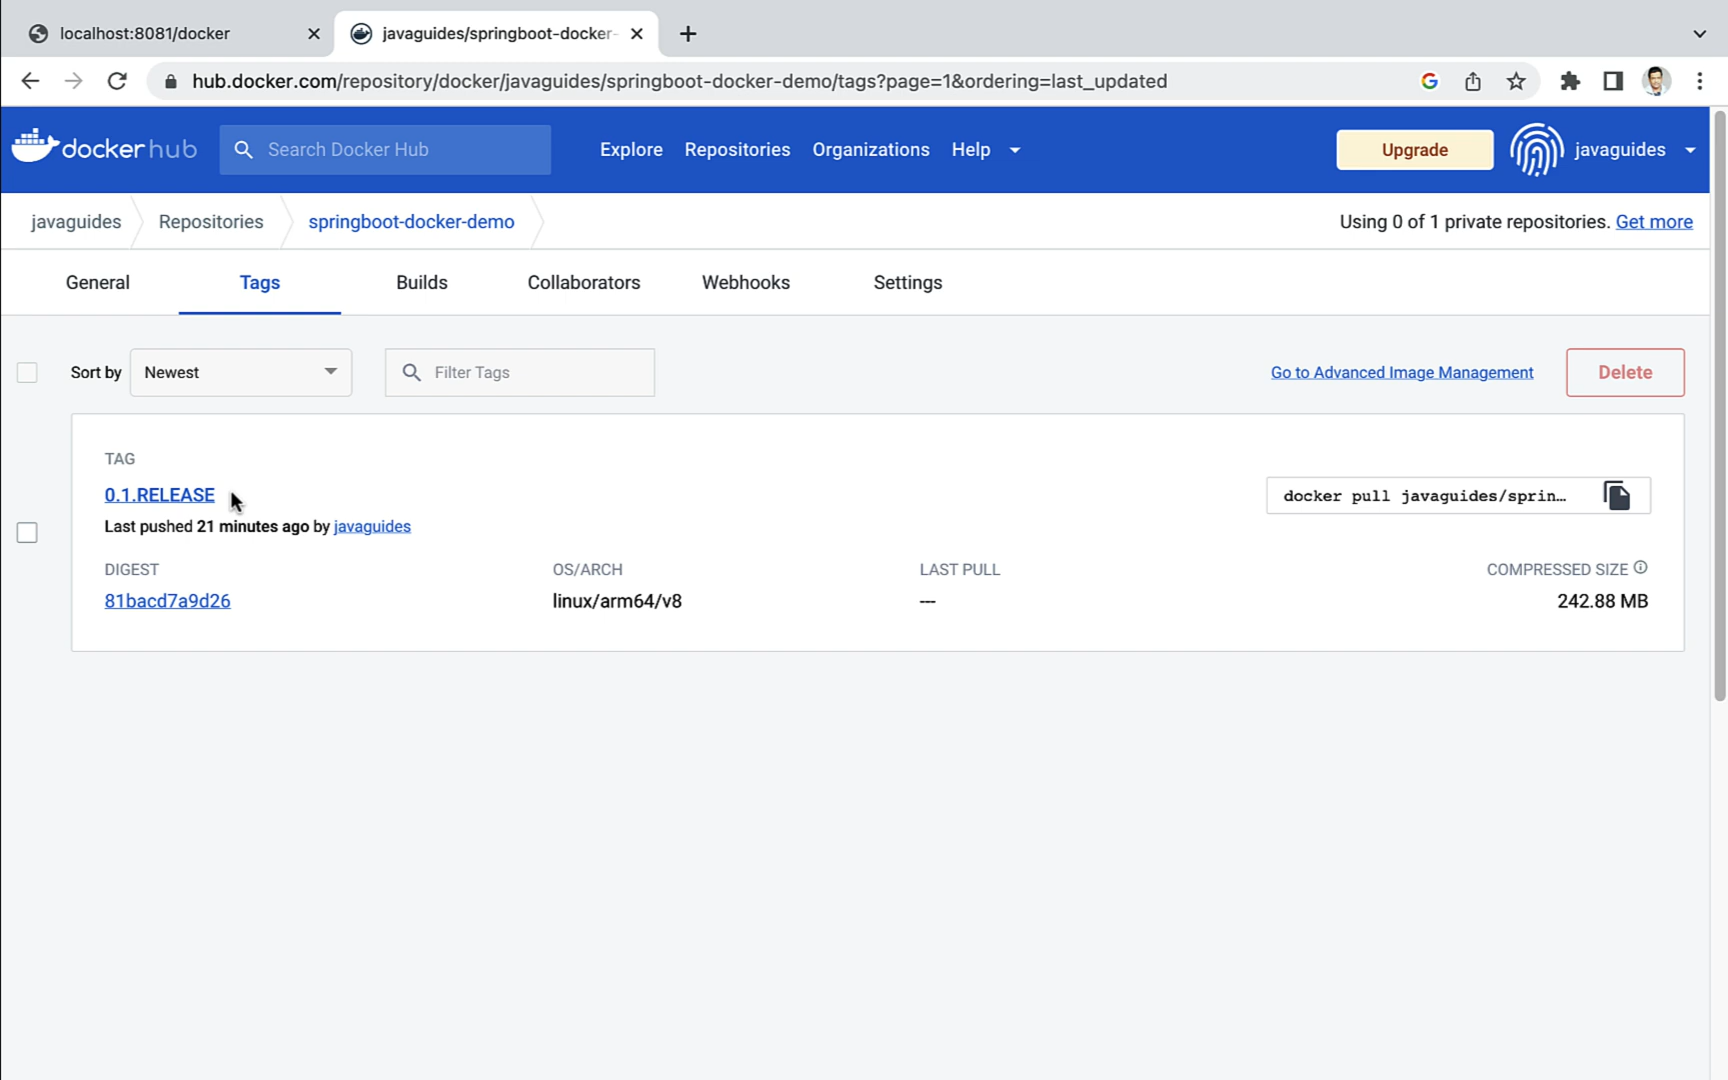 localhost:8081/docker
javaguides/springboot-docker-
hub.docker.com/repository/docker/javaguides/springboot-docker-demo/tags?page=1&ordering=last_updated
dockerhub
Search Docker Hub
Explore
Repositories
Organizations
Help
Upgrade
javaguides
javaguides
Repositories
springboot-docker-demo
Using 0 of 1 private repositories. Get more
General
Tags
Builds
Collaborators
Webhooks
Settings
Sort by
Newest
Filter Tags
Go to Advanced Image Management
Delete
TAG
0.1.RELEASE
docker pull javaguides/sprin…
Last pushed 21 minutes ago by javaguides
DIGEST
OS/ARCH
LAST PULL
COMPRESSED SIZE
81bacd7a9d26
linux/arm64/v8
---
242.88 MB